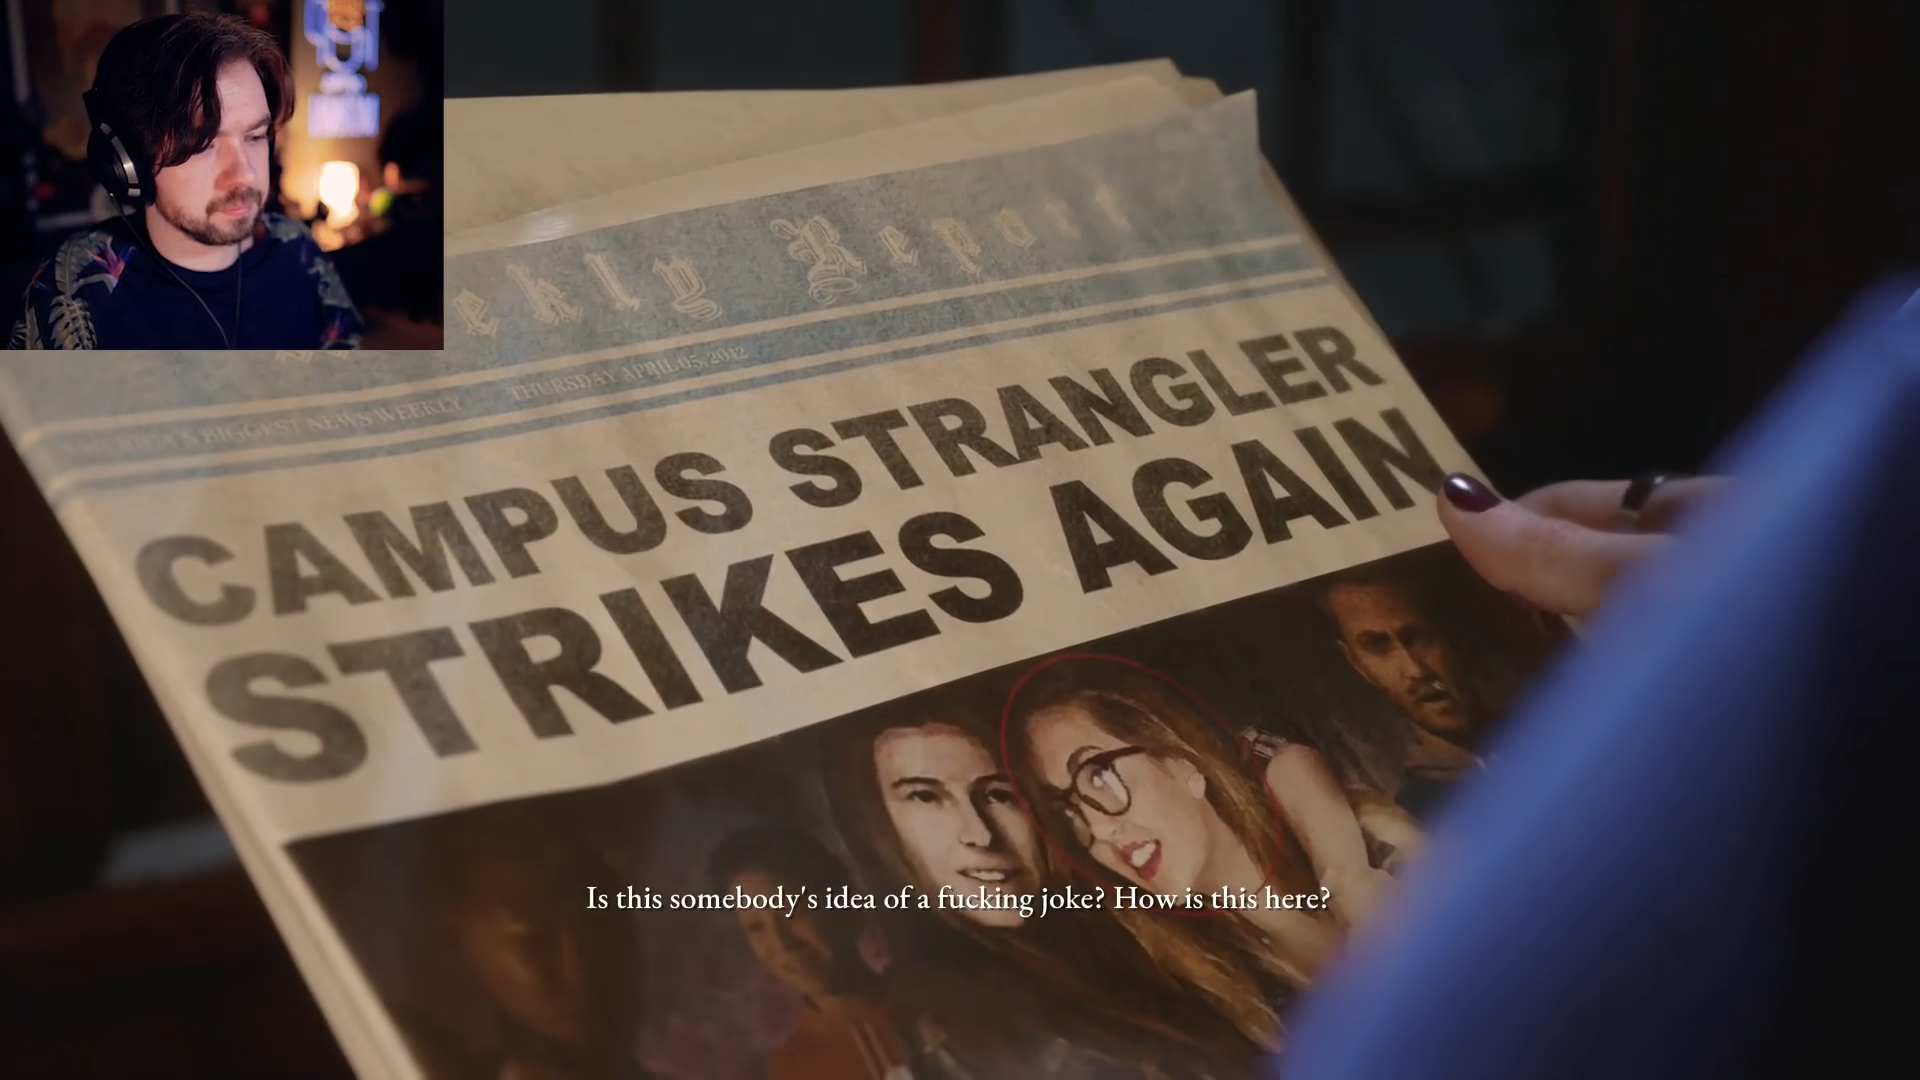 ekly Report
BIGGEST NEWS WEEKLY THURSDAY APRIL 05, 2012
CAMPUS STRANGLER
STRIKES AGAIN
Is this somebody's idea of a fucking joke? How is this here?